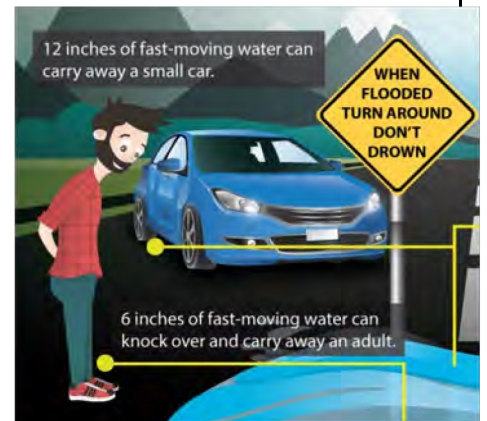 12 inches of fast-moving water can
carry away a small car.
WHEN
FLOODED
TURN AROUND
DON'T
DROWN
6 inches of fast-moving water can
knock over and carry away an adult.